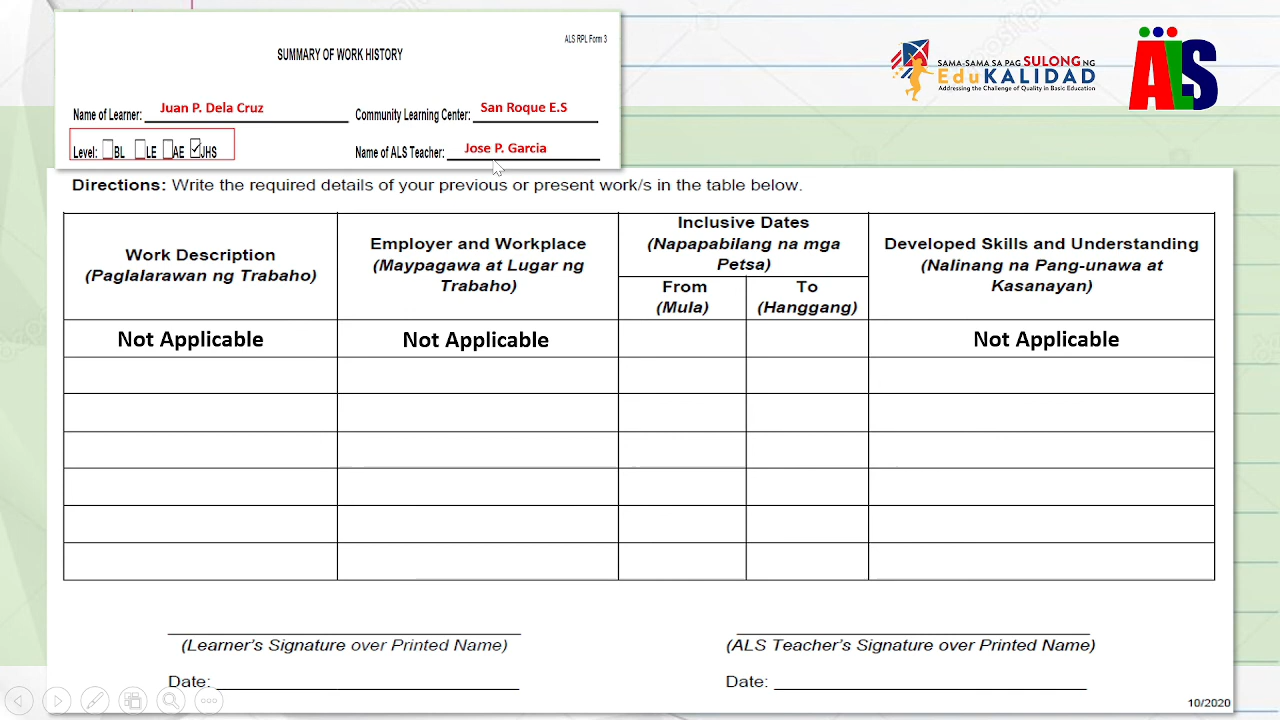 ALS RPL Form 3
SUMMARY OF WORK HISTORY
Name of Learner: Juan P. Dela Cruz
Community Learning Center: San Roque E.S
Level: BL LE AE JHS
Name of ALS Teacher: Jose P. Garcia
SAMA-SAMA SA PAG SULONG NG
EduKALIDAD
Addressing the Challenge of Quality in Basic Education
ALS
Directions: Write the required details of your previous or present work/s in the table below.
Work Description
(Paglalarawan ng Trabaho)
Employer and Workplace
(Maypagawa at Lugar ng
Trabaho)
Inclusive Dates
(Napapabilang na mga
Petsa)
From
(Mula)
To
(Hanggang)
Developed Skills and Understanding
(Nalinang na Pang-unawa at
Kasanayan)
Not Applicable
Not Applicable
Not Applicable
(Learner's Signature over Printed Name)
(ALS Teacher's Signature over Printed Name)
Date:
Date:
10/2020